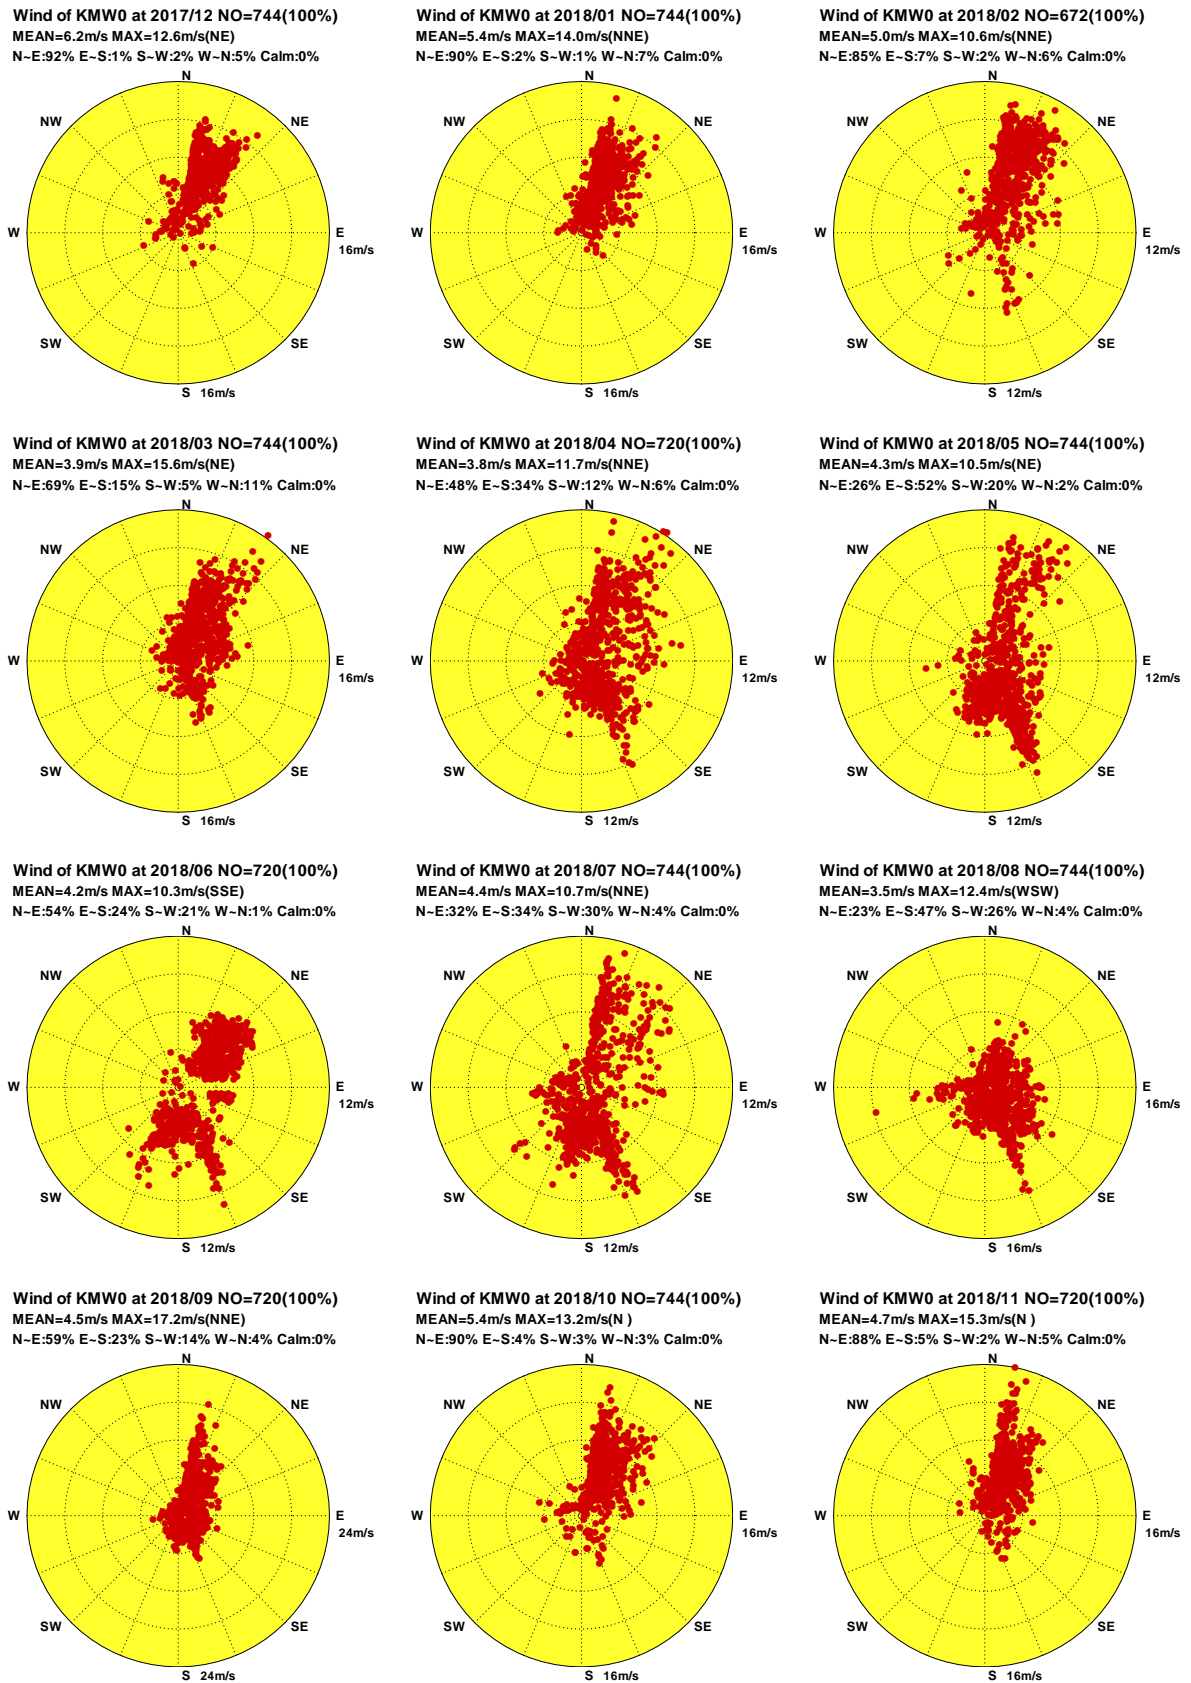 Wind of KMW0 at 2017/12 NO=744(100%)
MEAN=6.2m/s MAX=12.6m/s(NE)
N~E:92% E~S:1% S~W:2% W~N:5% Calm:0%
N
NW
NE
W
E
16m/s
SW
SE
S 16m/s
Wind of KMW0 at 2018/01 NO=744(100%)
MEAN=5.4m/s MAX=14.0m/s(NNE)
N~E:90% E~S:2% S~W:1% W~N:7% Calm:0%
N
NW
NE
W
E
16m/s
SW
SE
S 16m/s
Wind of KMW0 at 2018/02 NO=672(100%)
MEAN=5.0m/s MAX=10.6m/s(NNE)
N~E:85% E~S:7% S~W:2% W~N:6% Calm:0%
N
NW
NE
W
E
12m/s
SW
SE
S 12m/s
Wind of KMW0 at 2018/03 NO=744(100%)
MEAN=3.9m/s MAX=15.6m/s(NE)
N~E:69% E~S:15% S~W:5% W~N:11% Calm:0%
N
NW
NE
W
E
16m/s
SW
SE
S 16m/s
Wind of KMW0 at 2018/04 NO=720(100%)
MEAN=3.8m/s MAX=11.7m/s(NNE)
N~E:48% E~S:34% S~W:12% W~N:6% Calm:0%
N
NW
NE
W
E
12m/s
SW
SE
S 12m/s
Wind of KMW0 at 2018/05 NO=744(100%)
MEAN=4.3m/s MAX=10.5m/s(NE)
N~E:26% E~S:52% S~W:20% W~N:2% Calm:0%
N
NW
NE
W
E
12m/s
SW
SE
S 12m/s
Wind of KMW0 at 2018/06 NO=720(100%)
MEAN=4.2m/s MAX=10.3m/s(SSE)
N~E:54% E~S:24% S~W:21% W~N:1% Calm:0%
N
NW
NE
W
E
12m/s
SW
SE
S 12m/s
Wind of KMW0 at 2018/07 NO=744(100%)
MEAN=4.4m/s MAX=10.7m/s(NNE)
N~E:32% E~S:34% S~W:30% W~N:4% Calm:0%
N
NW
NE
W
E
12m/s
SW
SE
S 12m/s
Wind of KMW0 at 2018/08 NO=744(100%)
MEAN=3.5m/s MAX=12.4m/s(WSW)
N~E:23% E~S:47% S~W:26% W~N:4% Calm:0%
N
NW
NE
W
E
16m/s
SW
SE
S 16m/s
Wind of KMW0 at 2018/09 NO=720(100%)
MEAN=4.5m/s MAX=17.2m/s(NNE)
N~E:59% E~S:23% S~W:14% W~N:4% Calm:0%
N
NW
NE
W
E
24m/s
SW
SE
S 24m/s
Wind of KMW0 at 2018/10 NO=744(100%)
MEAN=5.4m/s MAX=13.2m/s(N )
N~E:90% E~S:4% S~W:3% W~N:3% Calm:0%
N
NW
NE
W
E
16m/s
SW
SE
S 16m/s
Wind of KMW0 at 2018/11 NO=720(100%)
MEAN=4.7m/s MAX=15.3m/s(N )
N~E:88% E~S:5% S~W:2% W~N:5% Calm:0%
N
NW
NE
W
E
16m/s
SW
SE
S 16m/s